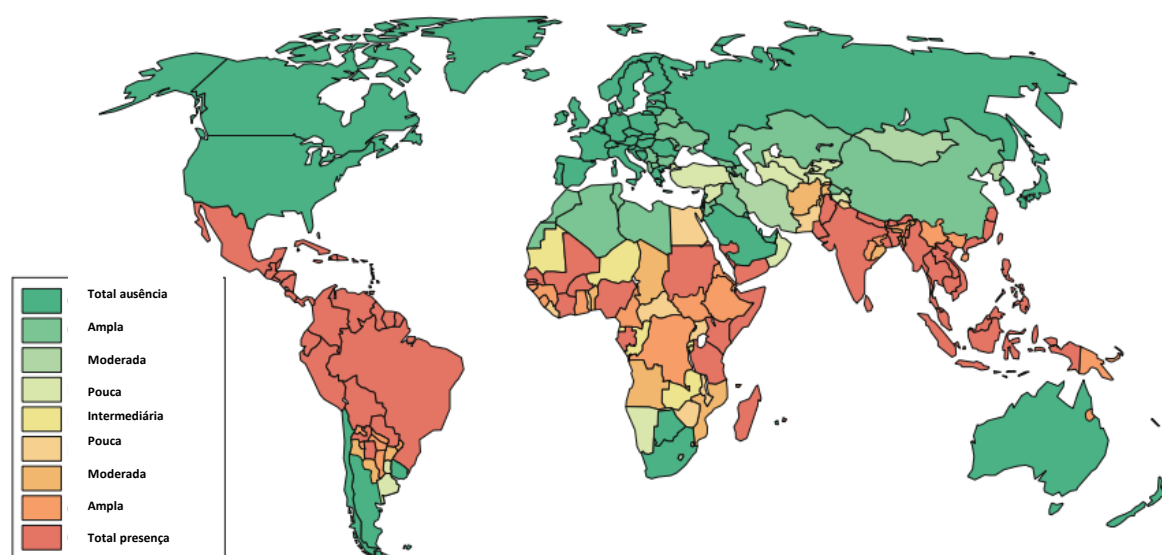 Total ausência
Ampla
Moderada
Pouca
Intermediária
Pouca
Moderada
Ampla
Total presença